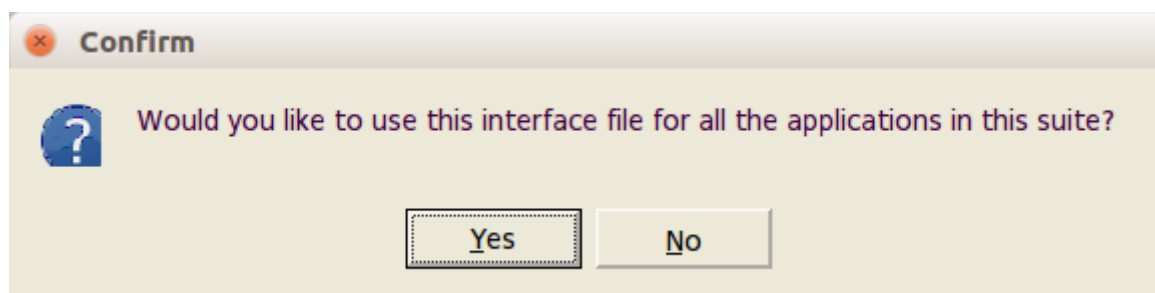 Confirm
Would you like to use this interface file for all the applications in this suite?
Yes
No